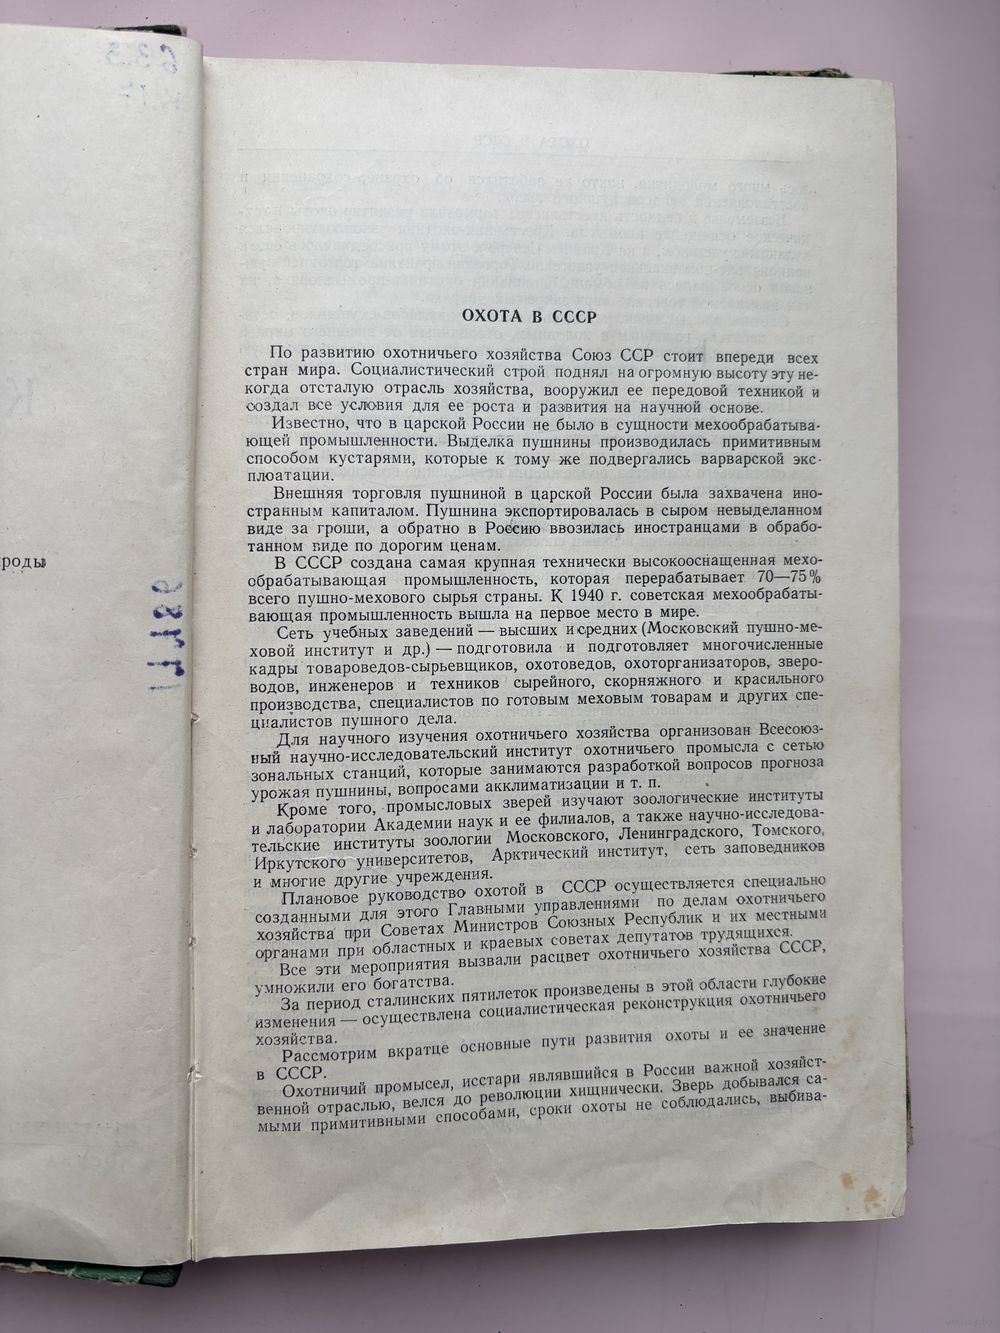 роды
ОХОТА В СССР
По развитию охотничьего хозяйства Союз ССР стоит впереди всех
стран мира. Социалистический строй поднял на огромную высоту эту не-
когда отсталую отрасль хозяйства, вооружил ее передовой техникой и
создал все условия для ее роста и развития на научной основе.
Известно, что в царской России не было в сущности мехообрабатыва-
ющей промышленности. Выделка пушнины производилась примитивным
способом кустарями, которые к тому же подвергались варварской экс-
плоатации.
Внешняя торговля пушниной в царской России была захвачена ино-
странным капиталом. Пушнина экспортировалась в сыром невыделанном
виде за гроши, а обратно в Россию ввозилась иностранцами в обрабо-
танном виде по дорогим ценам.
В СССР создана самая крупная технически высокооснащенная мехо-
обрабатывающая промышленность, которая перерабатывает 70—75%
всего пушно-мехового сырья страны. К 1940 г. советская мехообрабаты-
вающая промышленность вышла на первое место в мире.
Сеть учебных заведений — высших и средних (Московский пушно-ме-
ховой институт и др.) — подготовила и подготовляет многочисленные
кадры товароведов-сырьевщиков, охотоведов, охоторганизаторов, зверо-
водов, инженеров и техников сырейного, скорняжного и красильного
производства, специалистов по готовым меховым товарам и других спе-
циалистов пушного дела.
Для научного изучения охотничьего хозяйства организован Всесоюз-
ный научно-исследовательский институт охотничьего промысла с сетью
зональных станций, которые занимаются разработкой вопросов прогноза
урожая пушнины, вопросами акклиматизации и т. п.
Кроме того, промысловых зверей изучают зоологические институты
и лаборатории Академии наук и ее филиалов, а также научно-исследова-
тельские институты зоологии Московского, Ленинградского, Томского,
Иркутского университетов, Арктический институт, сеть заповедников
и многие другие учреждения.
Плановое руководство охотой в СССР осуществляется специально
созданными для этого Главными управлениями по делам охотничьего
хозяйства при Советах Министров Союзных Республик и их местными
органами при областных и краевых советах депутатов трудящихся.
Все эти мероприятия вызвали расцвет охотничьего хозяйства СССР,
умножили его богатства.
За период сталинских пятилеток произведены в этой области глубокие
изменения — осуществлена социалистическая реконструкция охотничьего
хозяйства.
Рассмотрим вкратце основные пути развития охоты и ее значение
в СССР.
Охотничий промысел, исстари являвшийся в России важной хозяйст-
венной отраслью, велся до революции хищнически. Зверь добывался са-
мыми примитивными способами, сроки охоты не соблюдались, выбива-